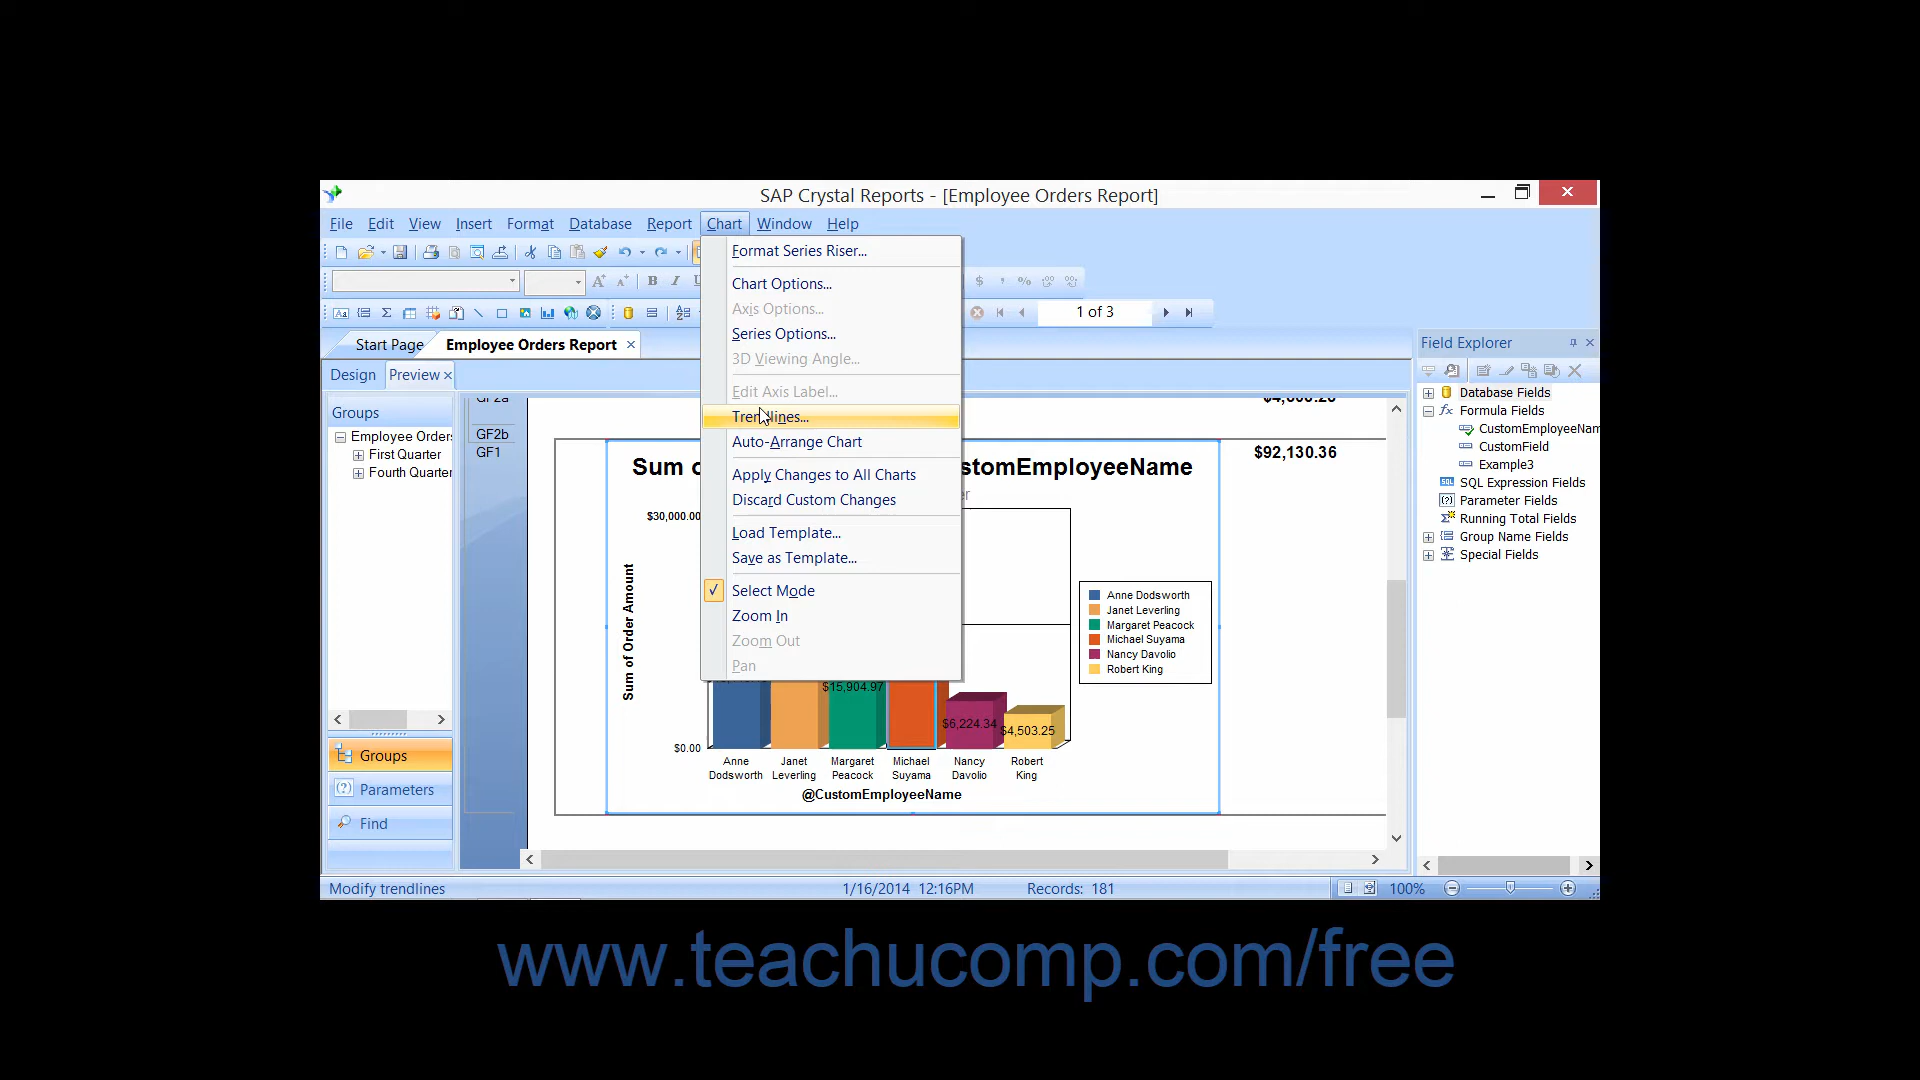 SAP Crystal Reports - [Employee Orders Report]
File Edit View Insert Format Database Report Chart Window Help
Format Series Riser...
Chart Options...
Axis Options...
Series Options...
3D Viewing Angle...
Edit Axis Label...
Trendlines...
Auto-Arrange Chart
Apply Changes to All Charts
Discard Custom Changes
Load Template...
Save as Template...
Select Mode
Zoom In
Zoom Out
Pan
1 of 3
Start Page
Employee Orders Report
Design
Preview
Groups
Employee Orders
First Quarter
Fourth Quarter
Groups
Parameters
Find
GF2b
GF1
$92,130.36
Sum o
stomEmployeeName
$30,000.00
Sum of Order Amount
$15,904.97
$6,224.34
$4,503.25
$0.00
Anne Dodsworth
Janet Leverling
Margaret Peacock
Michael Suyama
Nancy Davolio
Robert King
@CustomEmployeeName
Anne Dodsworth
Janet Leverling
Margaret Peacock
Michael Suyama
Nancy Davolio
Robert King
Field Explorer
Database Fields
Formula Fields
CustomEmployeeNam
CustomField
Example3
SQL Expression Fields
Parameter Fields
Running Total Fields
Group Name Fields
Special Fields
Modify trendlines
1/16/2014 12:16PM
Records: 181
100%
www.teachucomp.com/free